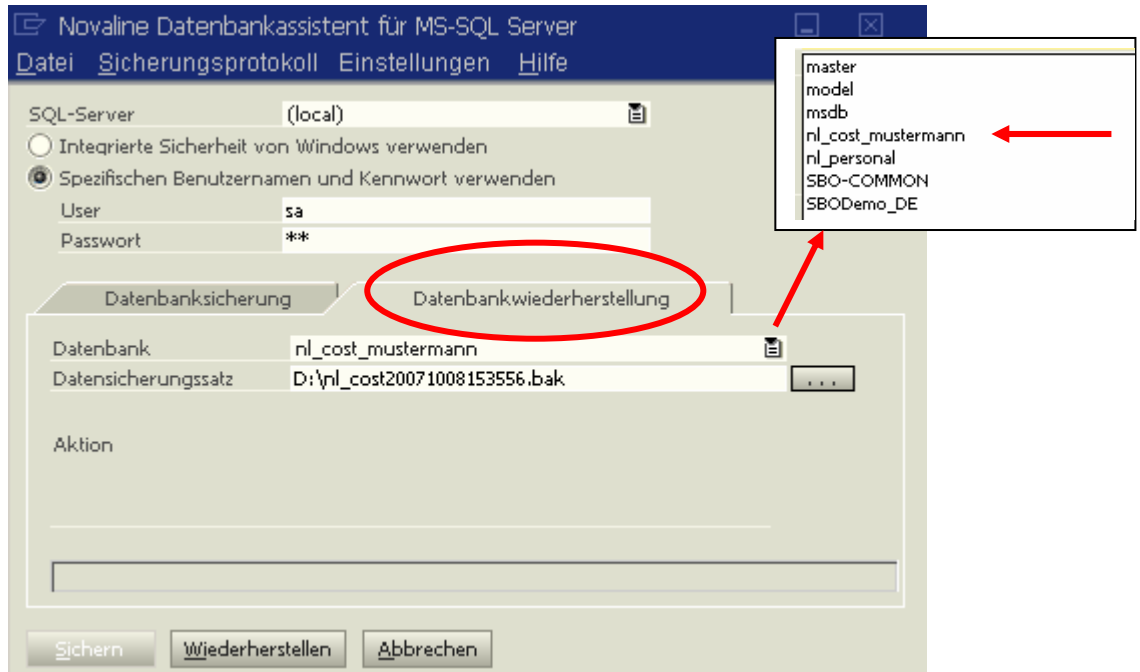 Novaline Datenbankassistent für MS-SQL Server
Datei Sicherungsprotokoll Einstellungen Hilfe
SQL-Server (local)
Integrierte Sicherheit von Windows verwenden
Spezifischen Benutzernamen und Kennwort verwenden
User sa
Passwort **
Datenbanksicherung Datenbankwiederherstellung
Datenbank nl_cost_mustermann
Datensicherungssatz D:\nl_cost20071008153556.bak ...
Aktion
Sichern Wiederherstellen Abbrechen
master
model
msdb
nl_cost_mustermann
nl_personal
SBO-COMMON
SBODemo_DE